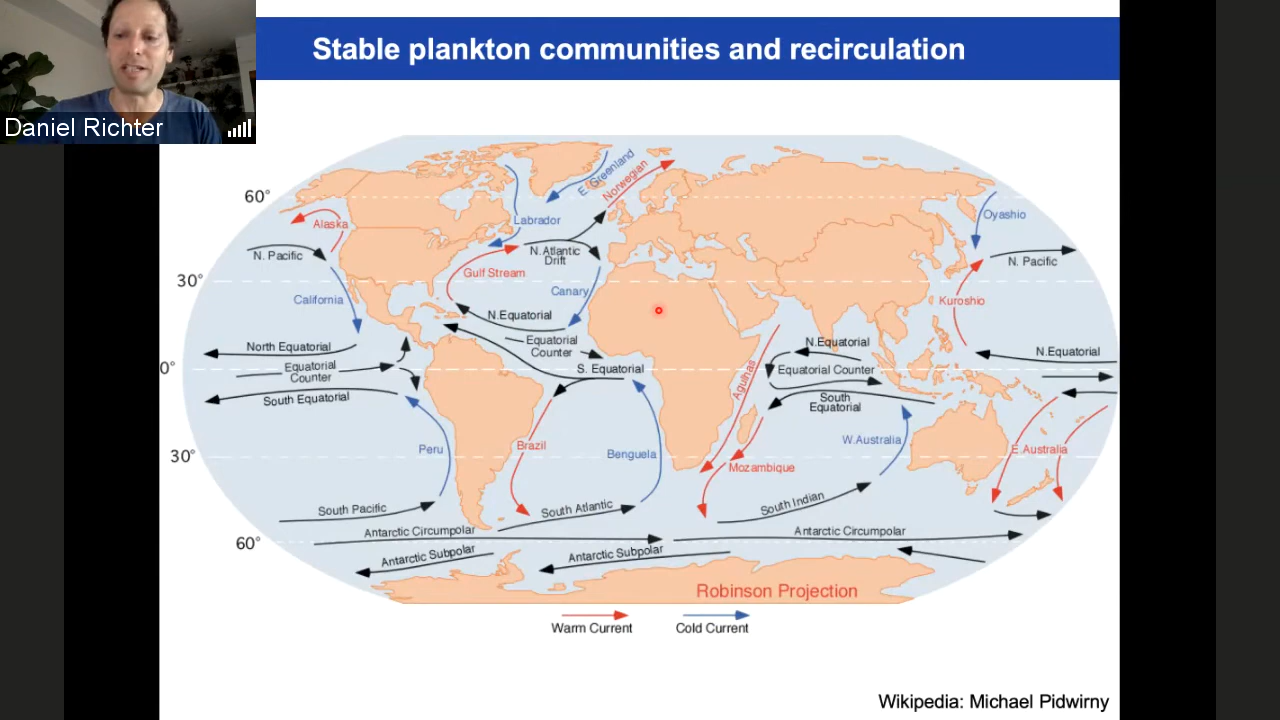 Stable plankton communities and recirculation
Daniel Richter
60°
30°
0°
30°
60°
E. Greenland
Norwegian
Labrador
Alaska
N. Pacific
N. Atlantic
Drift
Gulf Stream
California
Canary
N.Equatorial
Equatorial
Counter
S. Equatorial
North Equatorial
Equatorial
Counter
South Equatorial
Oyashio
N. Pacific
Kuroshio
N.Equatorial
N.Equatorial
Equatorial Counter
South
Equatorial
Agulhas
Peru
Brazil
Benguela
Mozambique
W.Australia
E.Australia
South Pacific
South Atlantic
South Indian
Antarctic Circumpolar
Antarctic Circumpolar
Antarctic Subpolar
Antarctic Subpolar
Robinson Projection
Warm Current
Cold Current
Wikipedia: Michael Pidwirny